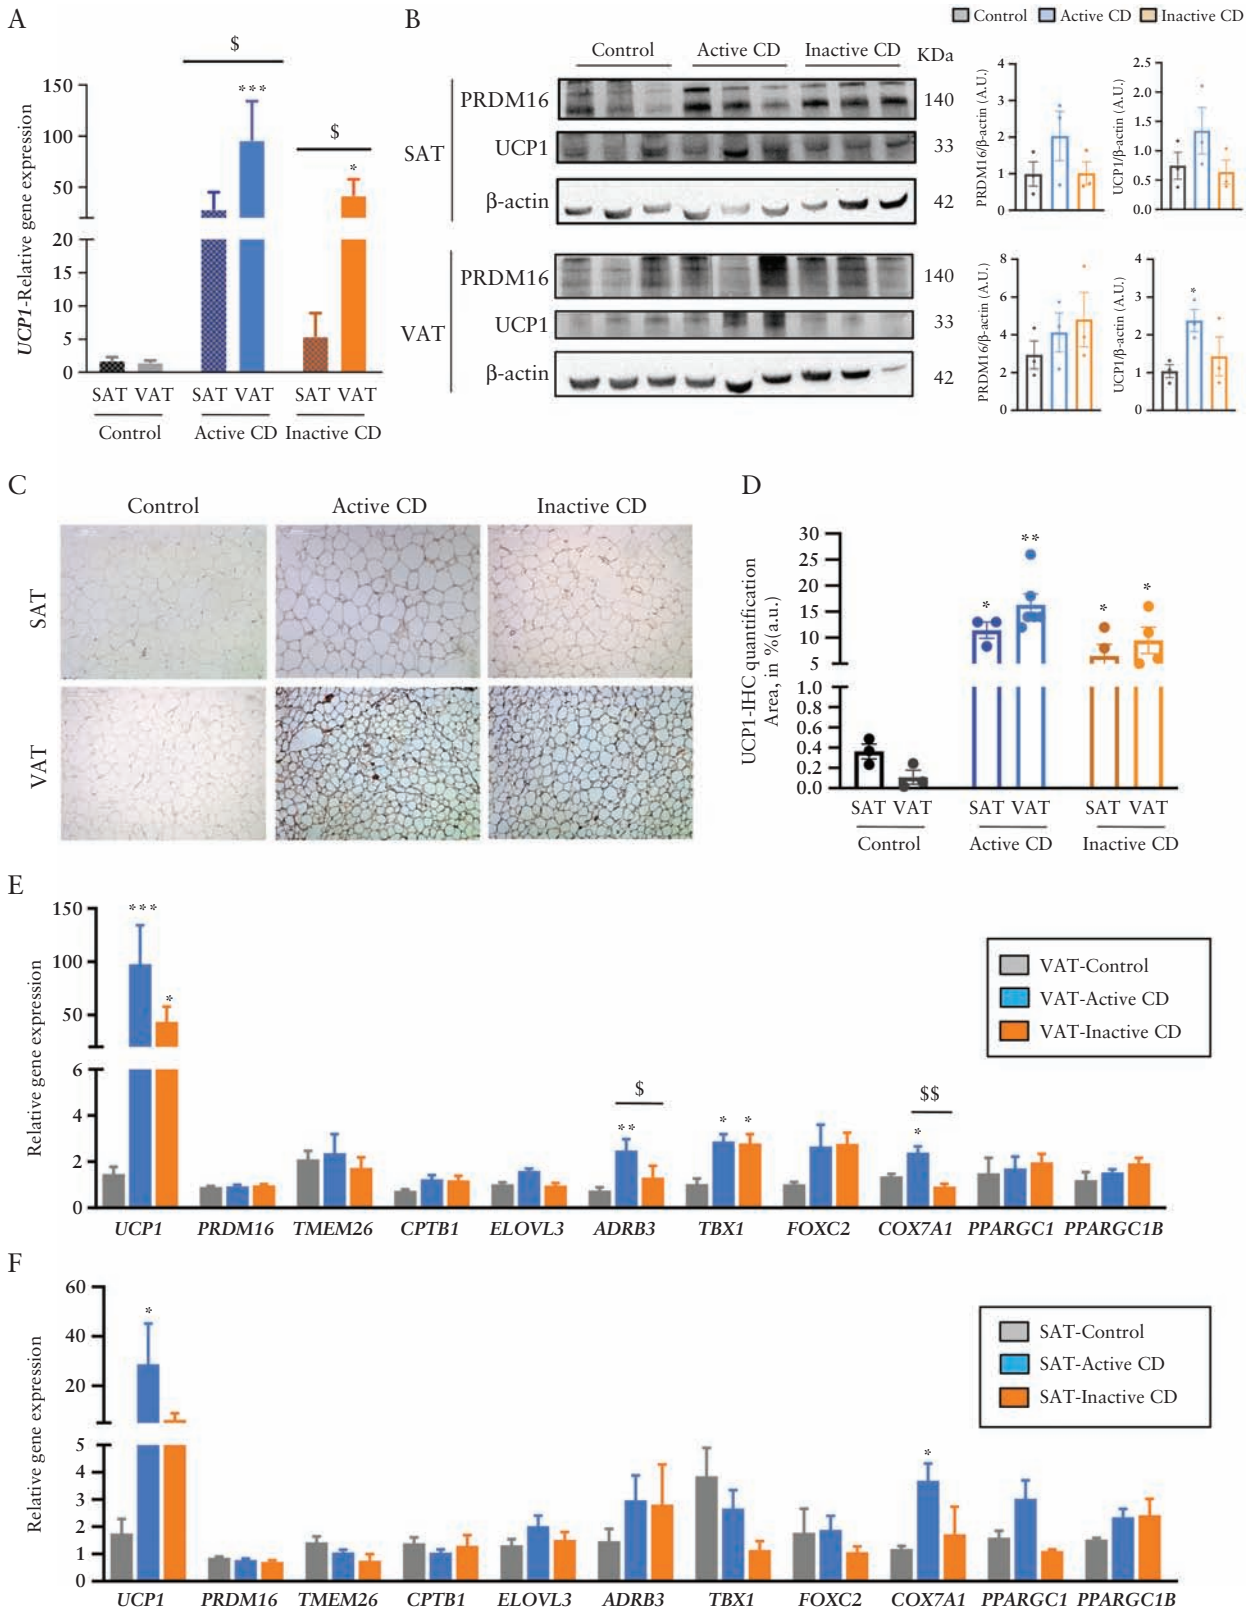 A
$
***
$
*
UCP1-Relative gene expression
150
100
50
20
15
10
5
0
SAT VAT SAT VAT SAT VAT
Control Active CD Inactive CD
B
Control Active CD Inactive CD
Control Active CD Inactive CD KDa
SAT
PRDM16 140
UCP1 33
β-actin 42
VAT
PRDM16 140
UCP1 33
β-actin 42
PRDM16/β-actin (A.U.)
4
3
2
1
0
UCP1/β-actin (A.U.)
2.5
2.0
1.5
1.0
0.5
0.0
PRDM16/β-actin (A.U.)
8
6
4
2
0
UCP1/β-actin (A.U.)
4
3
2
1
0
*
C
Control Active CD Inactive CD
SAT
VAT
D
UCP1-IHC quantification
Area, in %(a.u.)
30
25
20
15
10
5
1.0
0.8
0.6
0.4
0.2
0.0
* ** * *
SAT VAT SAT VAT SAT VAT
Control Active CD Inactive CD
E
Relative gene expression
150
100
50
6
4
2
0
***
*
$
**
* *
$$
*
VAT-Control
VAT-Active CD
VAT-Inactive CD
UCP1 PRDM16 TMEM26 CPTB1 ELOVL3 ADRB3 TBX1 FOXC2 COX7A1 PPARGC1 PPARGC1B
F
Relative gene expression
60
40
20
5
4
3
2
1
0
*
*
SAT-Control
SAT-Active CD
SAT-Inactive CD
UCP1 PRDM16 TMEM26 CPTB1 ELOVL3 ADRB3 TBX1 FOXC2 COX7A1 PPARGC1 PPARGC1B